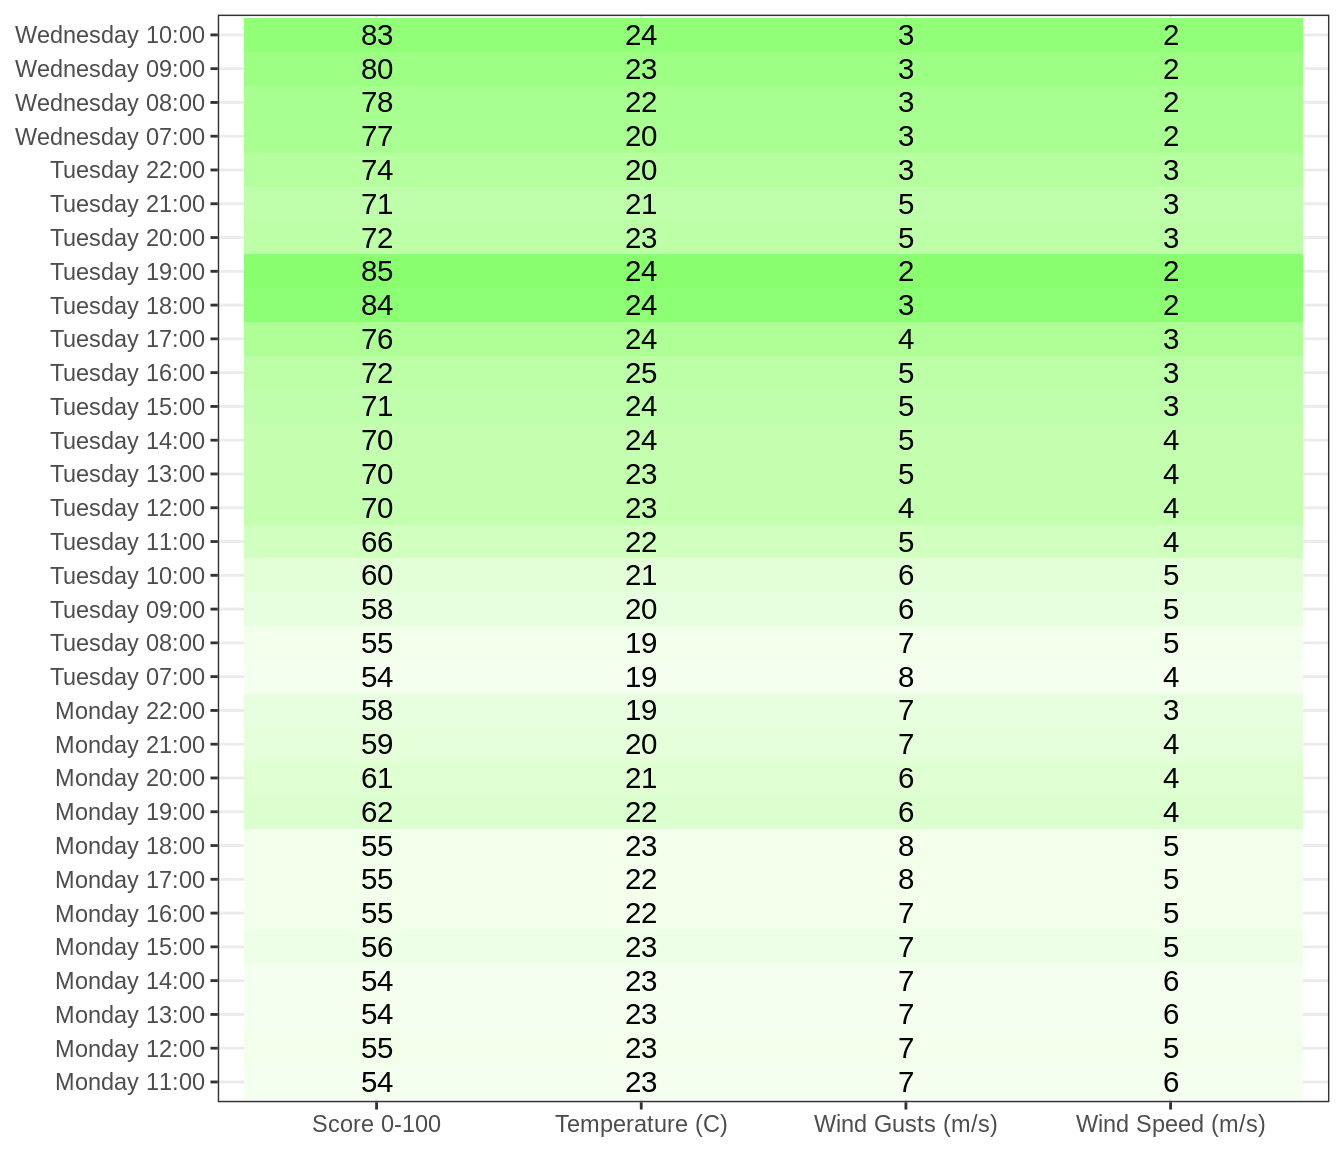 Wednesday 10:00 83 24 3 2
Wednesday 09:00 80 23 3 2
Wednesday 08:00 78 22 3 2
Wednesday 07:00 77 20 3 2
Tuesday 22:00 74 20 3 3
Tuesday 21:00 71 21 5 3
Tuesday 20:00 72 23 5 3
Tuesday 19:00 85 24 2 2
Tuesday 18:00 84 24 3 2
Tuesday 17:00 76 24 4 3
Tuesday 16:00 72 25 5 3
Tuesday 15:00 71 24 5 3
Tuesday 14:00 70 24 5 4
Tuesday 13:00 70 23 5 4
Tuesday 12:00 70 23 4 4
Tuesday 11:00 66 22 5 4
Tuesday 10:00 60 21 6 5
Tuesday 09:00 58 20 6 5
Tuesday 08:00 55 19 7 5
Tuesday 07:00 54 19 8 4
Monday 22:00 58 19 7 3
Monday 21:00 59 20 7 4
Monday 20:00 61 21 6 4
Monday 19:00 62 22 6 4
Monday 18:00 55 23 8 5
Monday 17:00 55 22 8 5
Monday 16:00 55 22 7 5
Monday 15:00 56 23 7 5
Monday 14:00 54 23 7 6
Monday 13:00 54 23 7 6
Monday 12:00 55 23 7 5
Monday 11:00 54 23 7 6
Score 0-100 Temperature (C) Wind Gusts (m/s) Wind Speed (m/s)